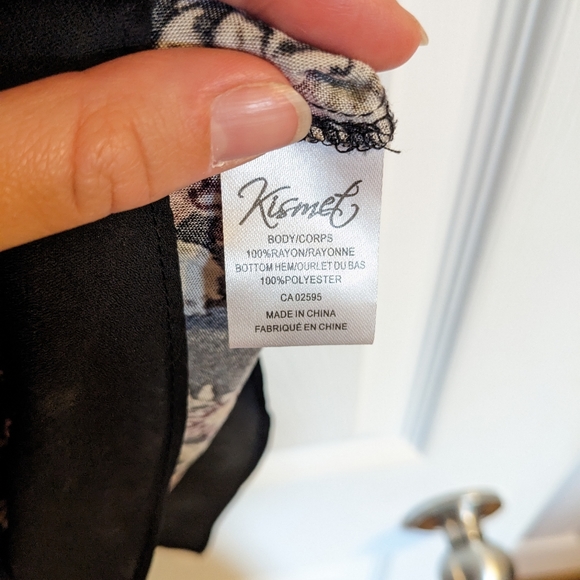 Kismet
BODY/CORPS
100%RAYON/RAYONNE
BOTTOM HEM/OURLET DU BAS
100%POLYESTER
CA 02595
MADE IN CHINA
FABRIQUÉ EN CHINE